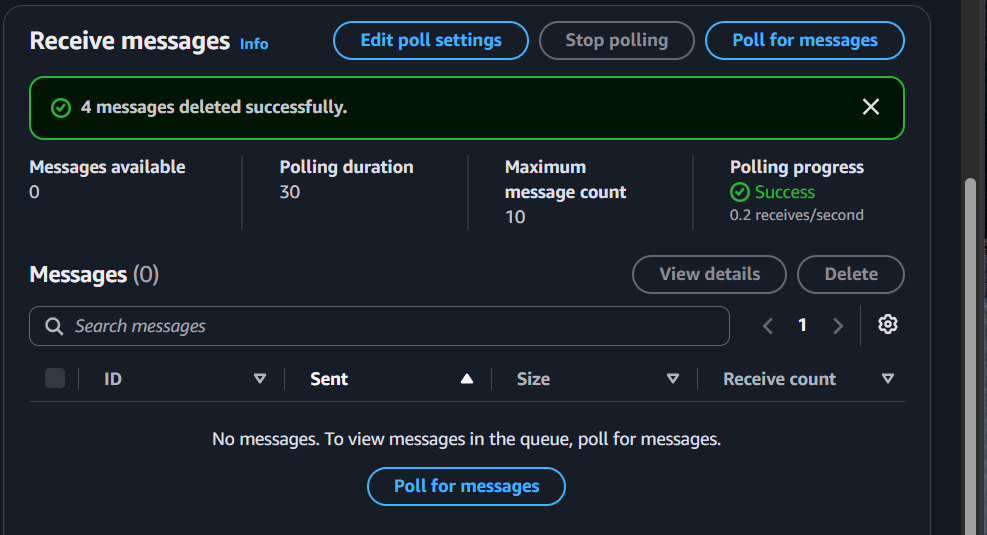 Receive messages Info Edit poll settings Stop polling Poll for messages
4 messages deleted successfully.
Messages available
0
Polling duration
30
Maximum
message count
10
Polling progress
Success
0.2 receives/second
Messages (0) View details Delete
Search messages 1
ID Sent Size Receive count
No messages. To view messages in the queue, poll for messages.
Poll for messages